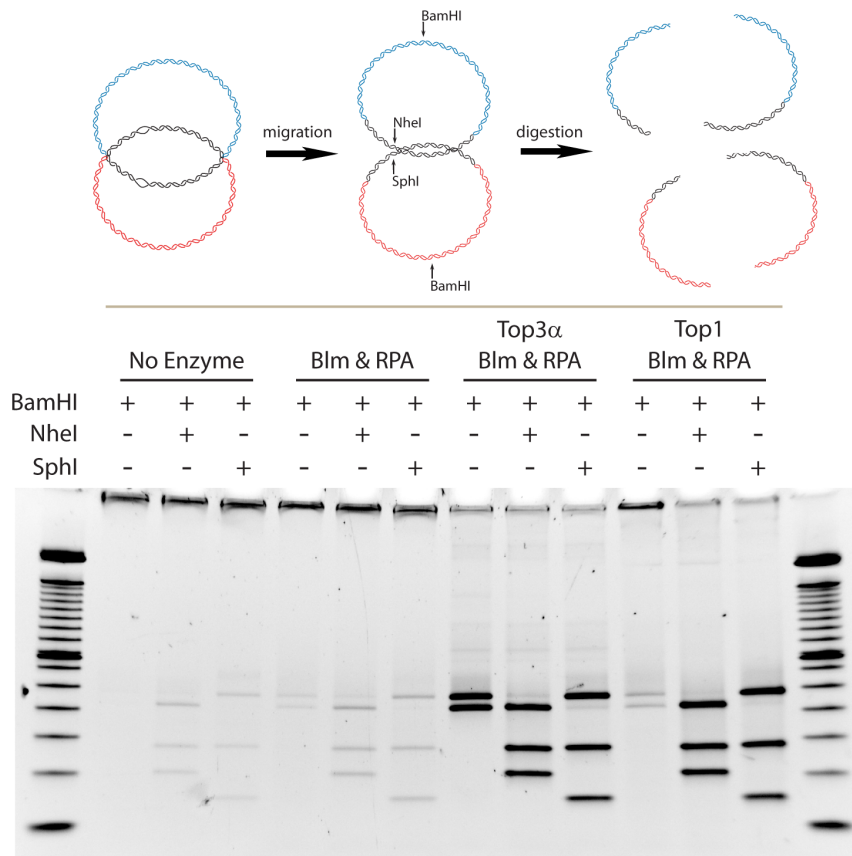 BamHI
migration
NheI
digestion
SphI
BamHI
Top3α Top1
No Enzyme Blm & RPA Blm & RPA Blm & RPA
BamHI + + + + + + + + + + + +
NheI - + - - + - - + - - + -
SphI - - + - - + - - + - - +